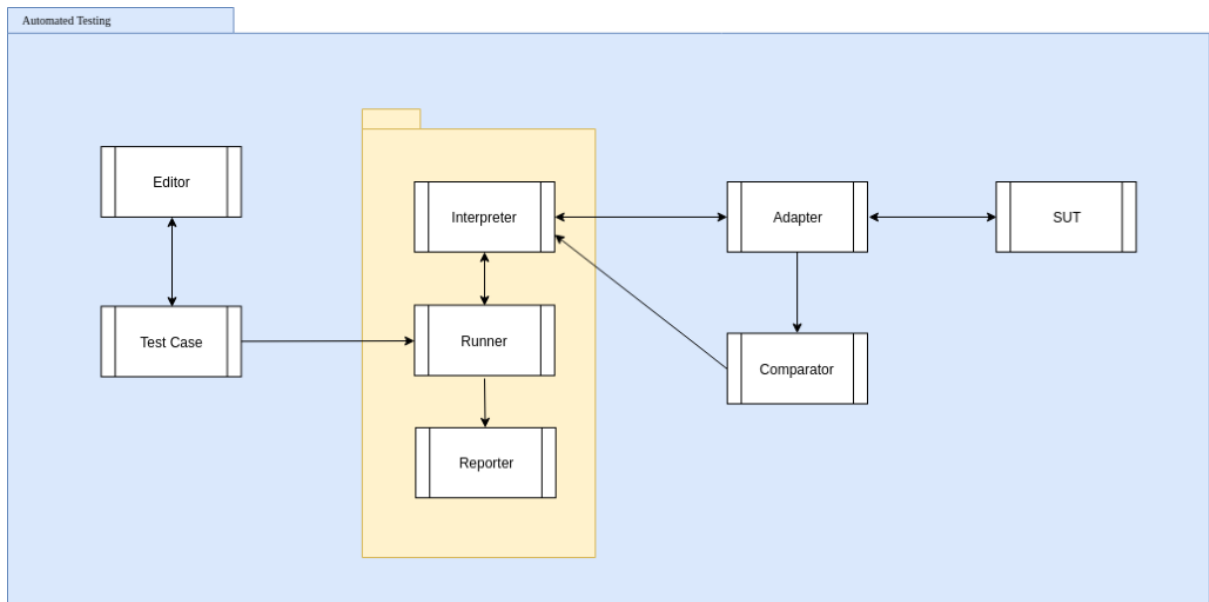 Automated Testing
Editor
Interpreter
Adapter
SUT
Test Case
Runner
Comparator
Reporter